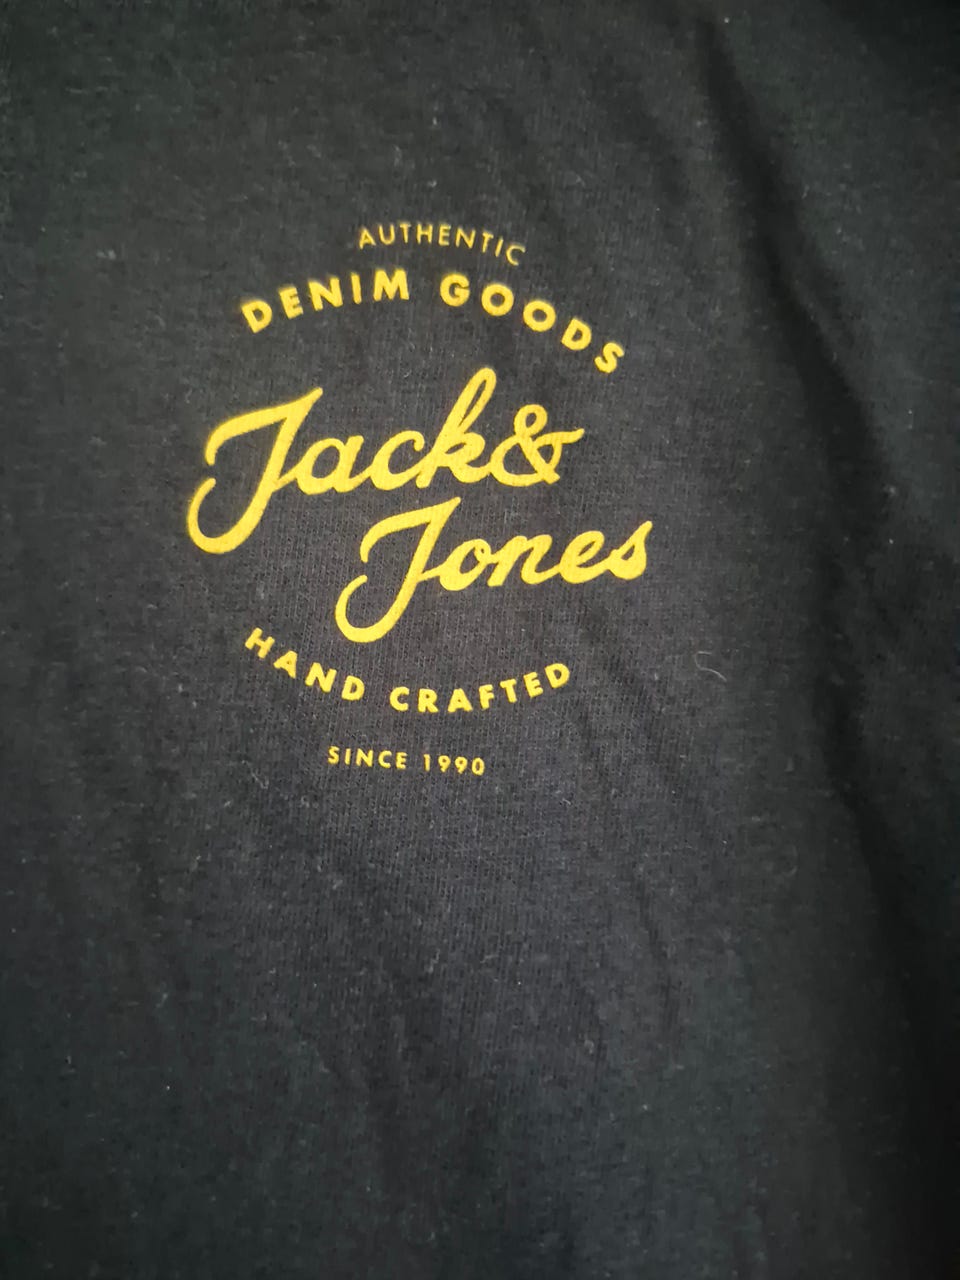 AUTHENTIC
DENIM GOODS
Jack&
Jones
HAND CRAFTED
SINCE 1990